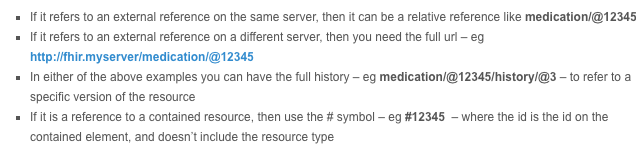 If it refers to an external reference on the same server, then it can be a relative reference like medication/@12345
If it refers to an external reference on a different server, then you need the full url – eg
http://fhir.myserver/medication/@12345
In either of the above examples you can have the full history – eg medication/@12345/history/@3 – to refer to a
specific version of the resource
If it is a reference to a contained resource, then use the # symbol – eg #12345  – where the id is the id on the
contained element, and doesn`t include the resource type